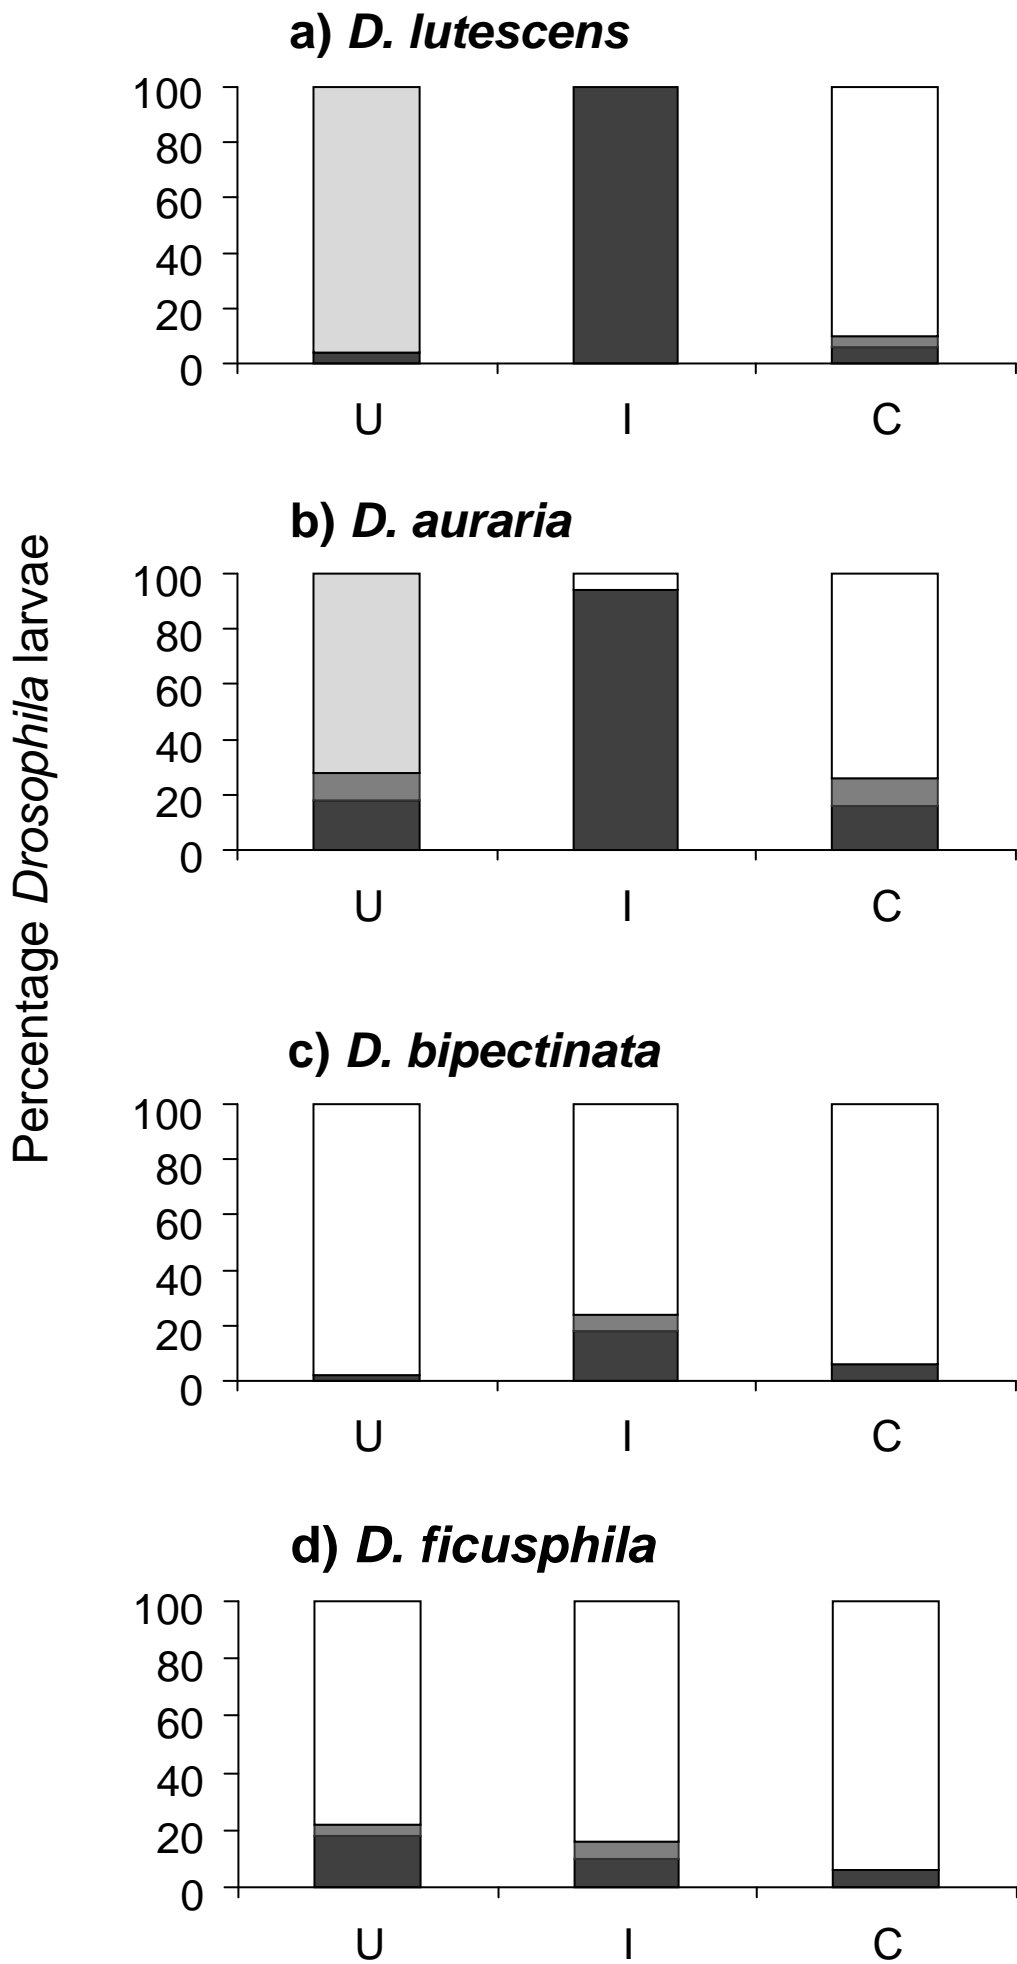 a) D. lutescens
100
80
60
40
20
0
U I C
b) D. auraria
100
80
60
40
20
0
U I C
Percentage Drosophila larvae
c) D. bipectinata
100
80
60
40
20
0
U I C
d) D. ficusphila
100
80
60
40
20
0
U I C